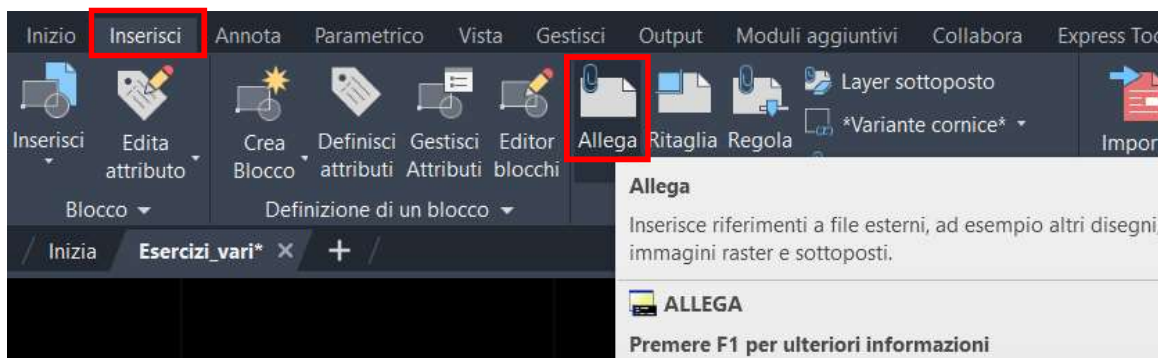 Inizio Inserisci Annota Parametrico Vista Gestisci Output Moduli aggiuntivi Collabora Express
Inserisci
Edita
attributo
Crea
Blocco
Definisci
attributi
Gestisci
Attributi
Editor
blocchi
Allega
Ritaglia
Regola
Layer sottoposto
*Variante cornice*
Blocco
Definizione di un blocco
Inizia
Esercizi_vari*
Allega
Inserisce riferimenti a file esterni, ad esempio altri disegni,
immagini raster e sottoposti.
ALLEGA
Premere F1 per ulteriori informazioni